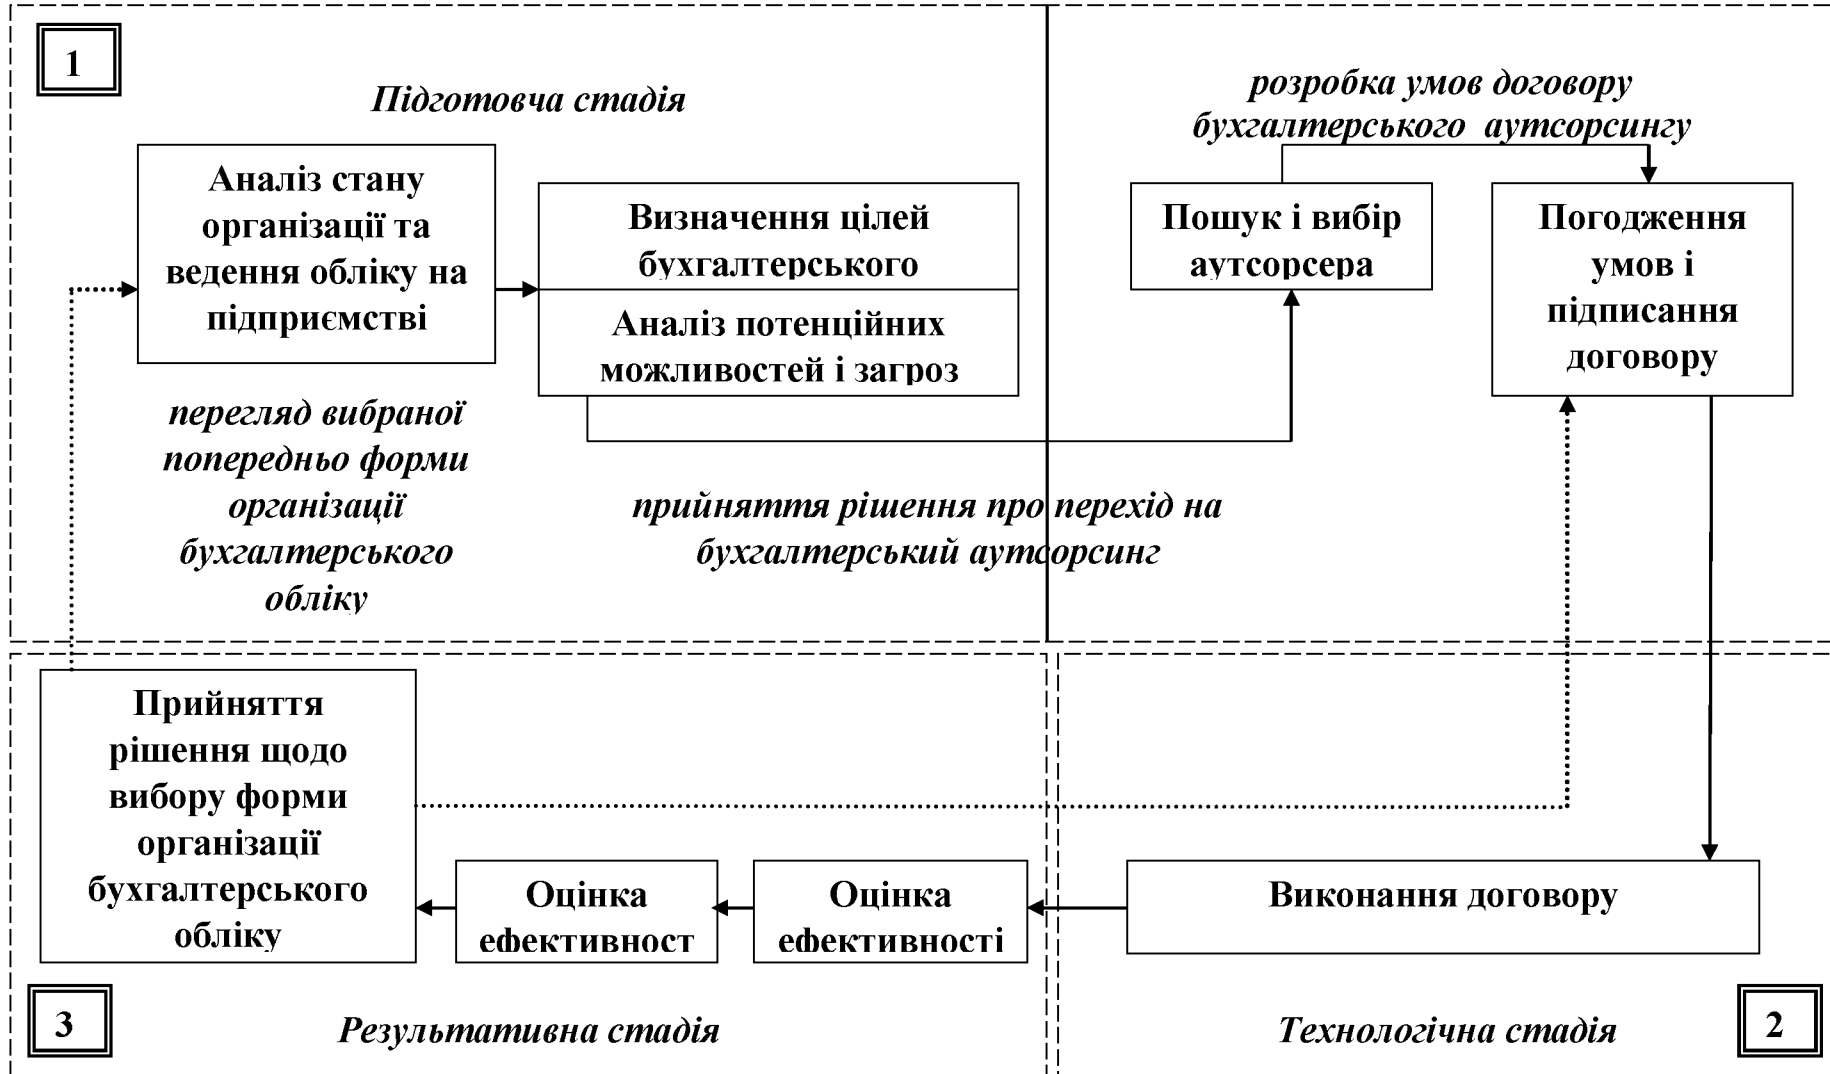 1
Підготовча стадія
розробка умов договору
бухгалтерського аутсорсингу
Аналіз стану
організації та
ведення обліку на
підприємстві
Визначення цілей
бухгалтерського
Аналіз потенційних
можливостей і загроз
Пошук і вибір
аутсорсера
Погодження
умов і
підписання
договору
перегляд вибраної
попередньо форми
організації
бухгалтерського
обліку
прийняття рішення про перехід на
бухгалтерський аутсорсинг
Прийняття
рішення щодо
вибору форми
організації
бухгалтерського
обліку
Оцінка
ефективност
Оцінка
ефективності
Виконання договору
3
Результативна стадія
Технологічна стадія
2